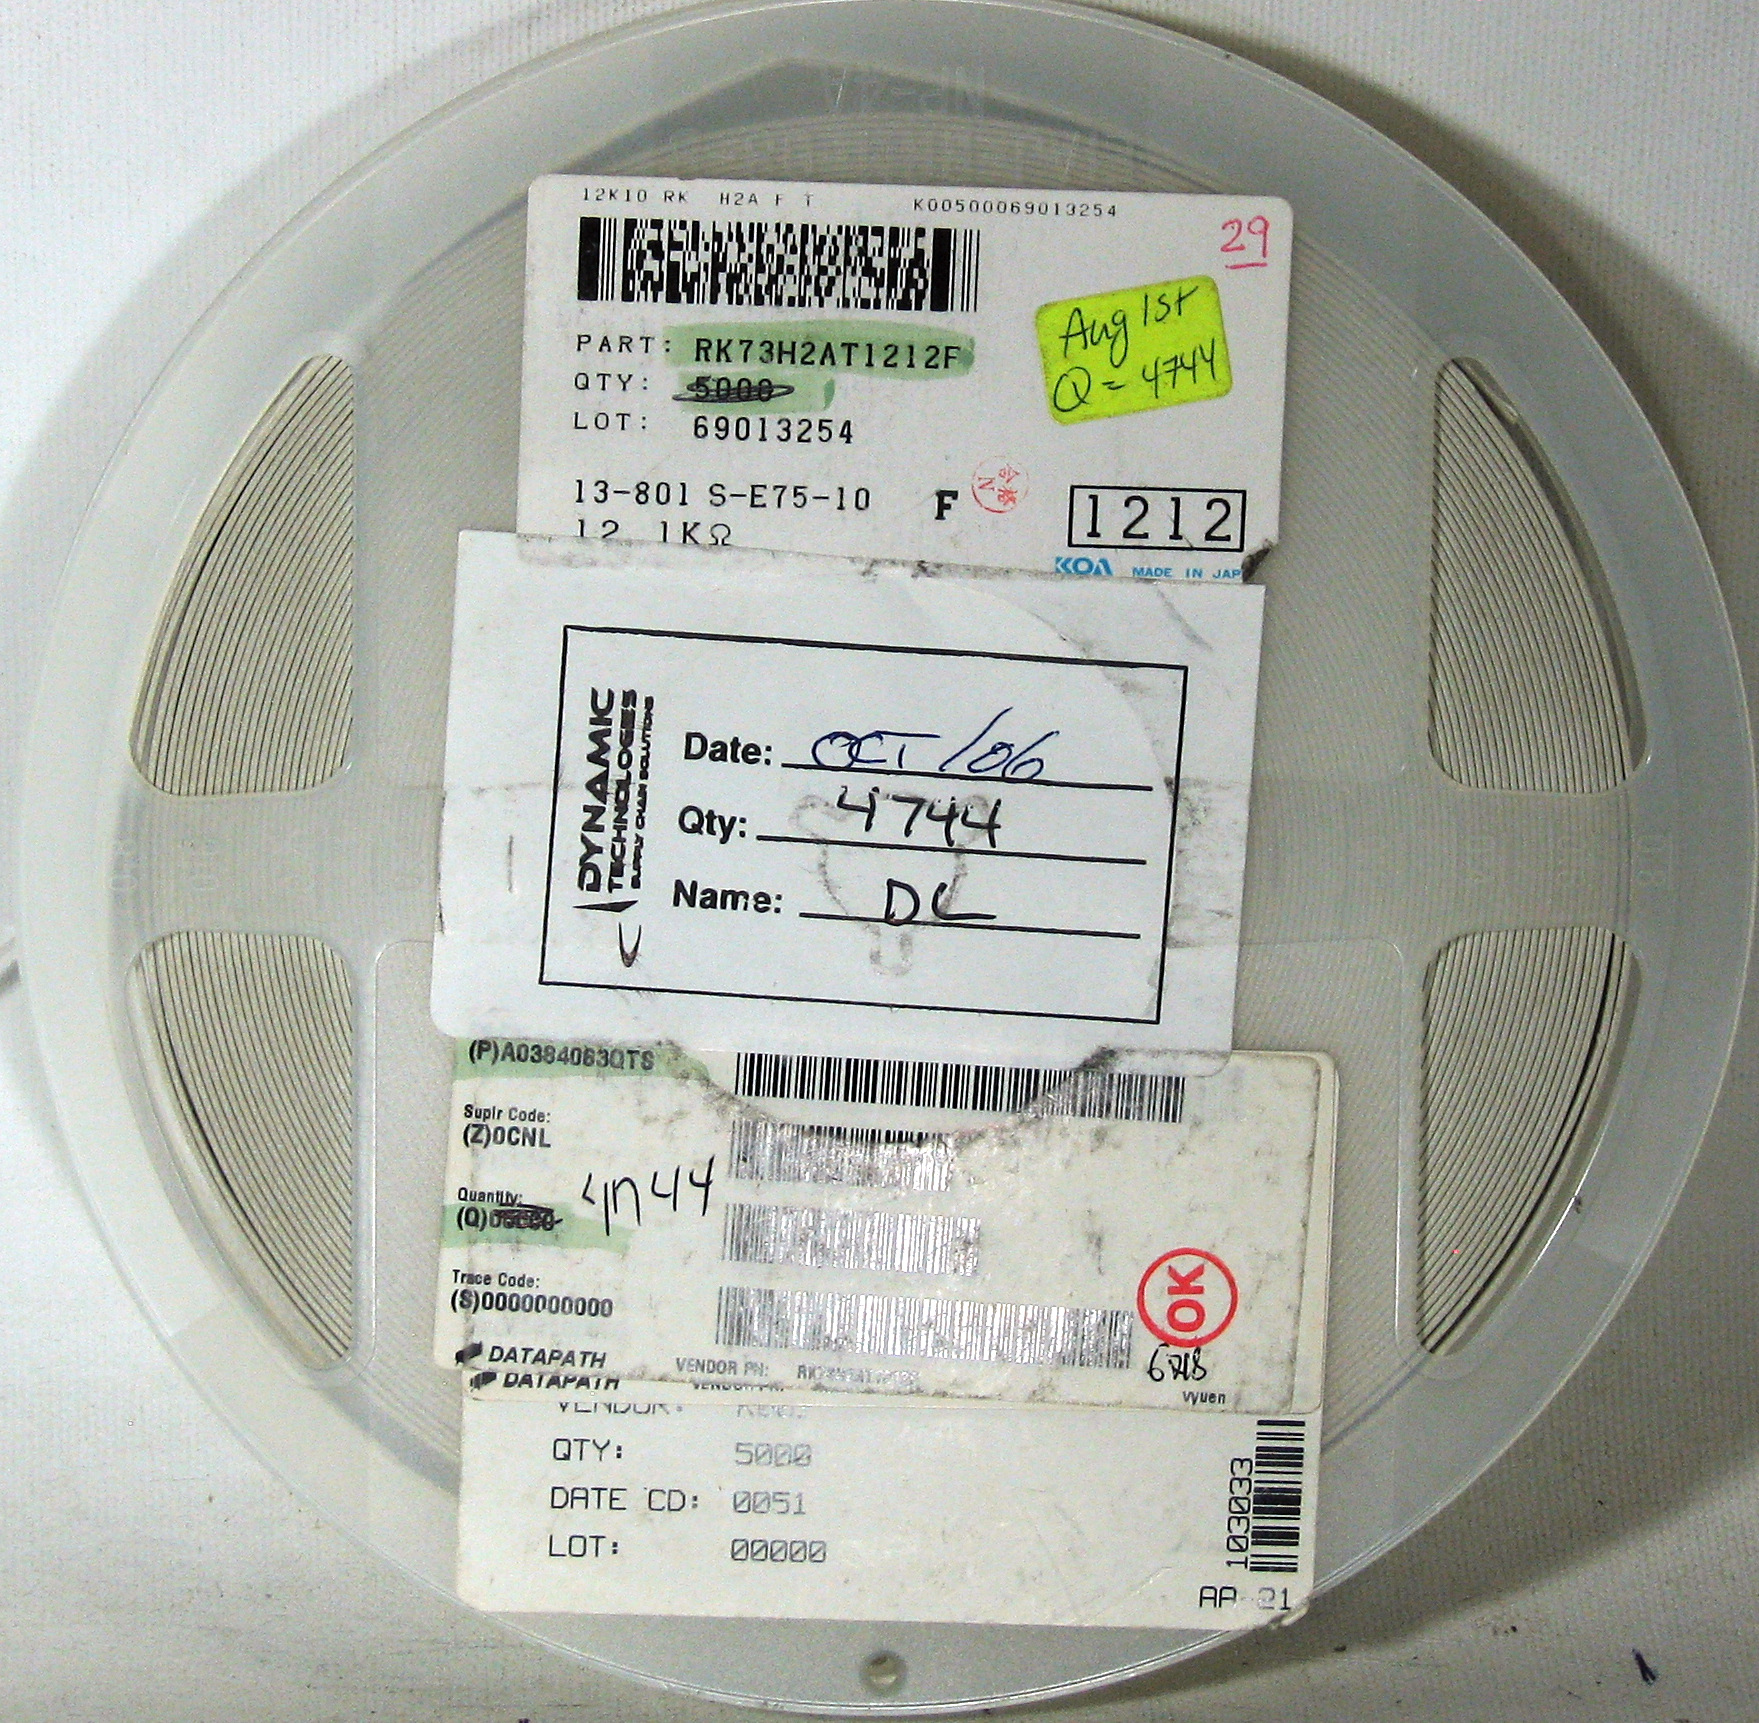 12K10 RK H2A F T K00500069013254
29
PART: RK73H2AT1212F
QTY: 5000
LOT: 69013254
Aug 1st
Q = 4744
13-801 S-E75-10 F
1212
12.1KΩ
KOA MADE IN JAP
DYNAMIC
TECHNOLOGIES
SUPPLY CHAIN SOLUTIONS
Date: OCT/06
Qty: 4744
Name: DL
(P)A0384063QTS
Suplr Code:
(Z)0CNL
Quantity: 4744
(Q)
Trace Code:
(S)0000000000
OK
DATAPATH VENDOR PN:
vyuen
DATAPATH
VENDOR:
QTY: 5000
DATE CD: 0051
LOT: 00000
103033
AP 21